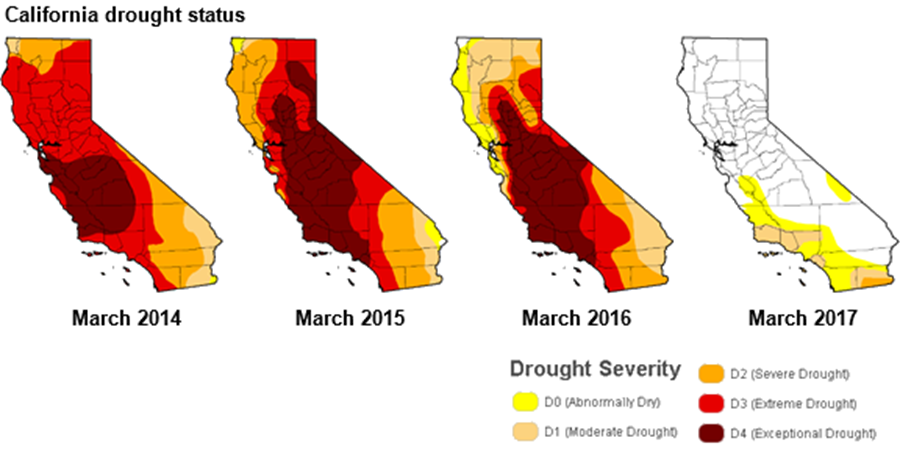 California drought status
March 2014
March 2015
March 2016
March 2017
Drought Severity
D0 (Abnormally Dry)
D1 (Moderate Drought)
D2 (Severe Drought)
D3 (Extreme Drought)
D4 (Exceptional Drought)